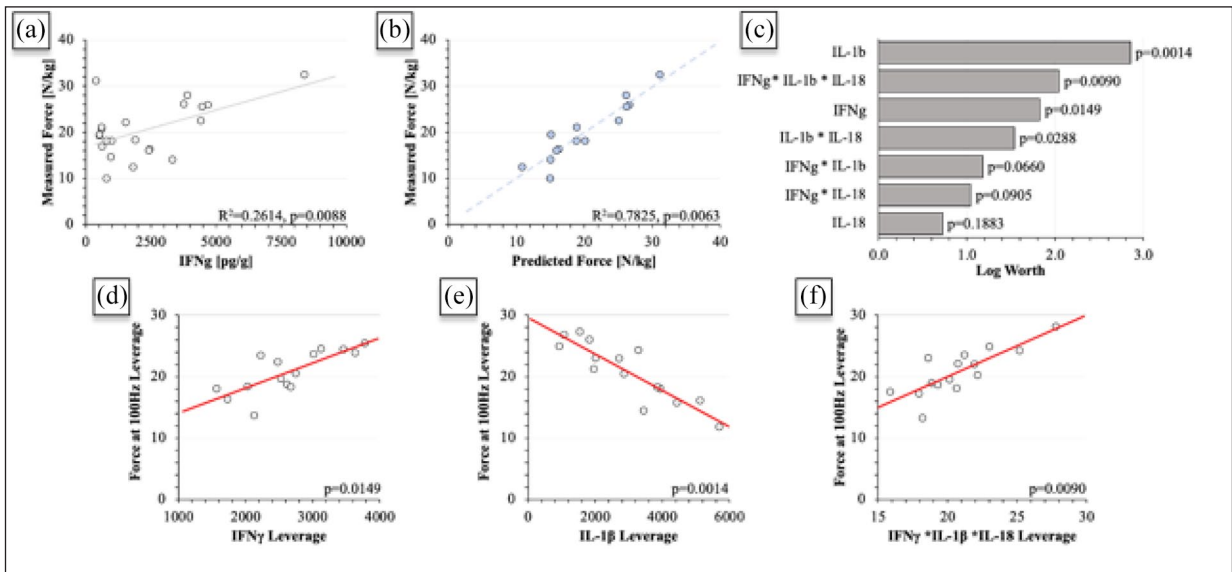 (a)
Measured Force [N/kg]
40
30
20
10
0
0 2500 5000 7500 10000
R²=0.2614, p=0.0088
IFNg [pg/g]
(b)
Measured Force [N/kg]
40
30
20
10
0
0 10 20 30 40
R²=0.7825, p=0.0063
Predicted Force [N/kg]
(c)
IL-1b p=0.0014
IFNg* IL-1b * IL-18 p=0.0090
IFNg p=0.0149
IL-1b * IL-18 p=0.0288
IFNg * IL-1b p=0.0660
IFNg * IL-18 p=0.0905
IL-18 p=0.1883
0.0 1.0 2.0 3.0
Log Worth
(d)
Force at 100Hz Leverage
30
20
10
0
p=0.0149
1000 2000 3000 4000
IFNγ Leverage
(e)
Force at 100Hz Leverage
30
20
10
0
p=0.0014
0 2000 4000 6000
IL-1β Leverage
(f)
Force at 100Hz Leverage
30
20
10
0
p=0.0090
15 20 25 30
IFNγ *IL-1β *IL-18 Leverage